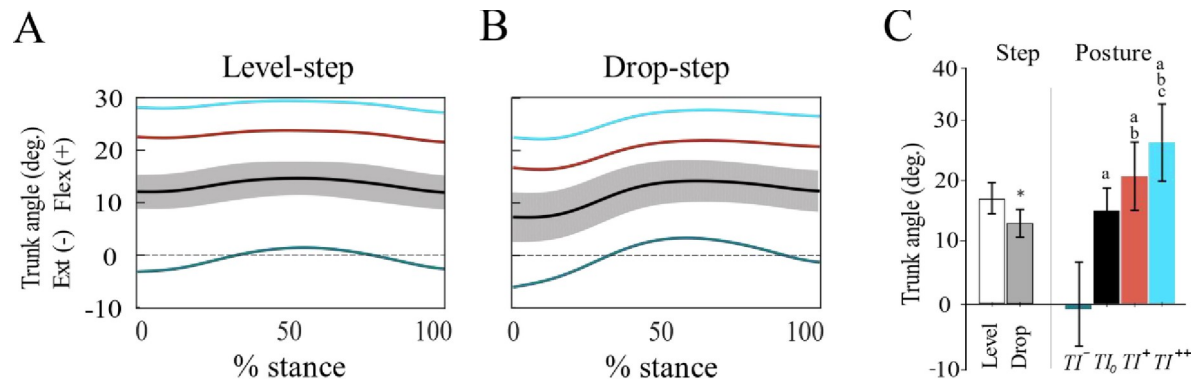 A
Level-step
Trunk angle (deg.)
Ext (-) Flex (+)
30
20
10
0
-10
0
50
100
% stance
B
Drop-step
0
50
100
% stance
C
Step
Posture
Trunk angle (deg.)
40
30
20
10
0
-10
*
a
a
b
a
b
c
Level
Drop
TI⁻ TI₀ TI⁺ TI⁺⁺